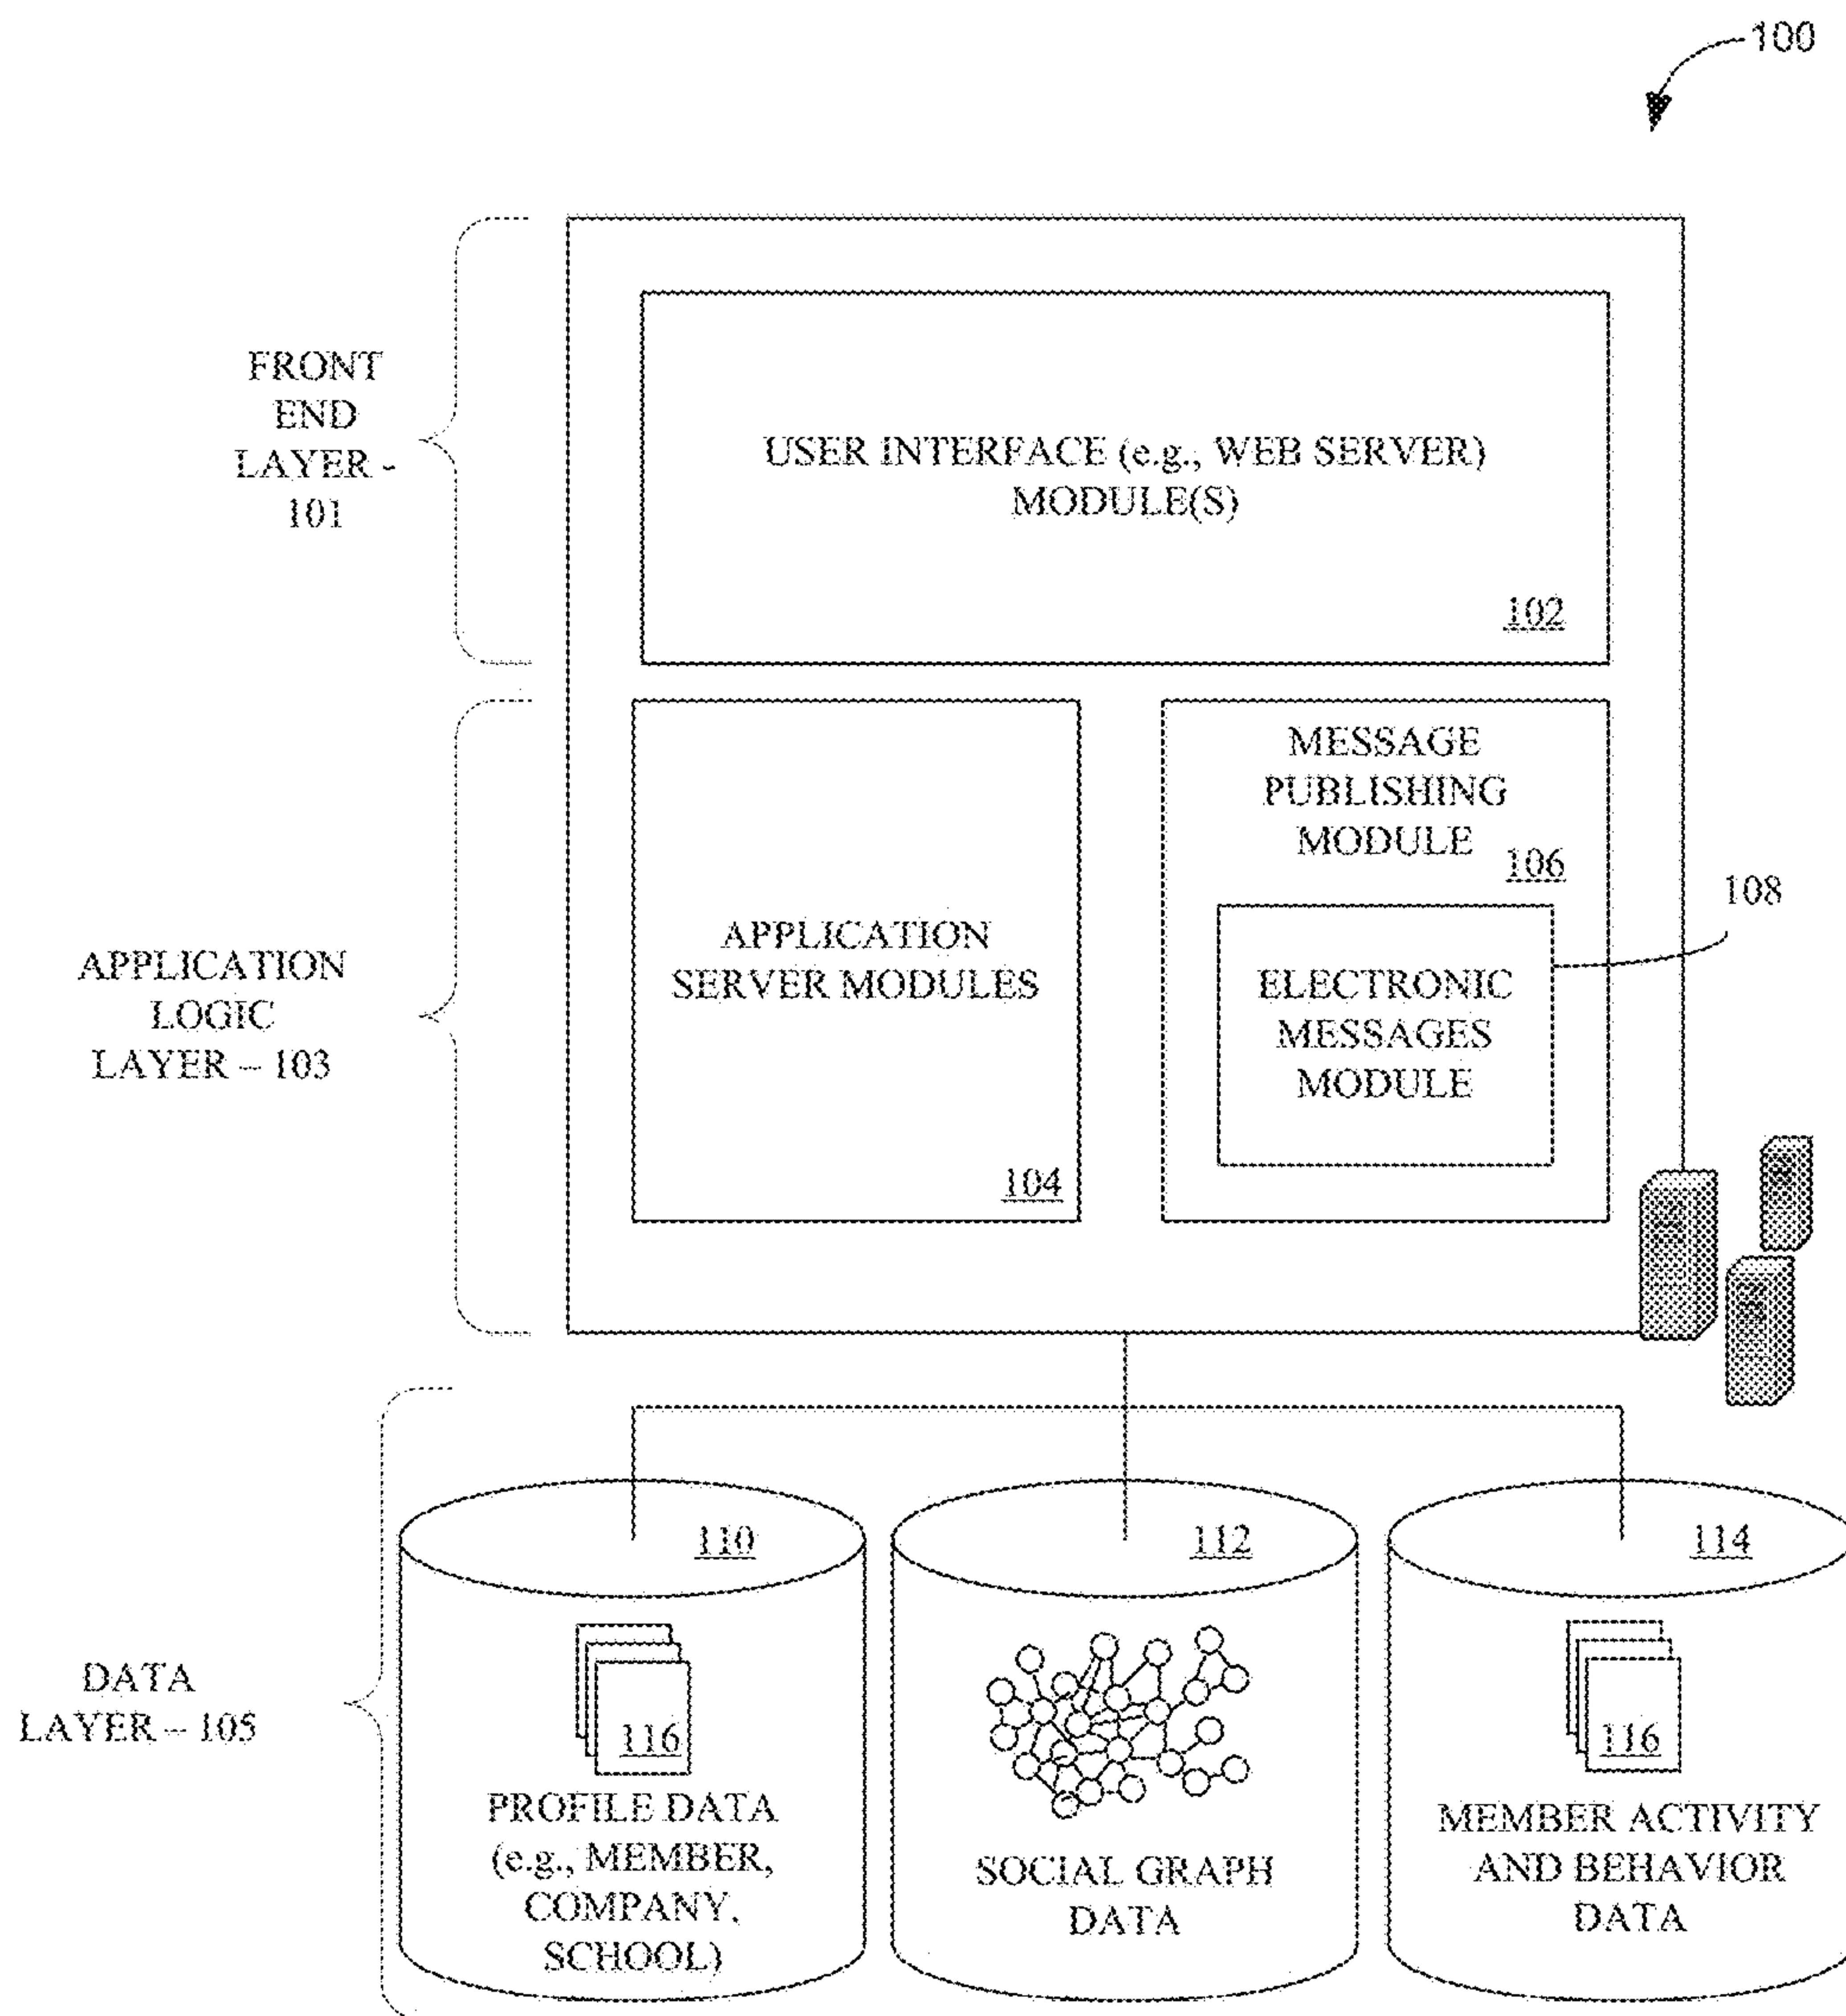 100
FRONT
END
LAYER -
101
USER INTERFACE (e.g., WEB SERVER)
MODULE(S)
102
APPLICATION
LOGIC
LAYER – 103
APPLICATION
SERVER MODULES
104
MESSAGE
PUBLISHING
MODULE
106
108
ELECTRONIC
MESSAGES
MODULE
DATA
LAYER – 105
110
116
PROFILE DATA
(e.g., MEMBER,
COMPANY,
SCHOOL)
112
SOCIAL GRAPH
DATA
114
116
MEMBER ACTIVITY
AND BEHAVIOR
DATA